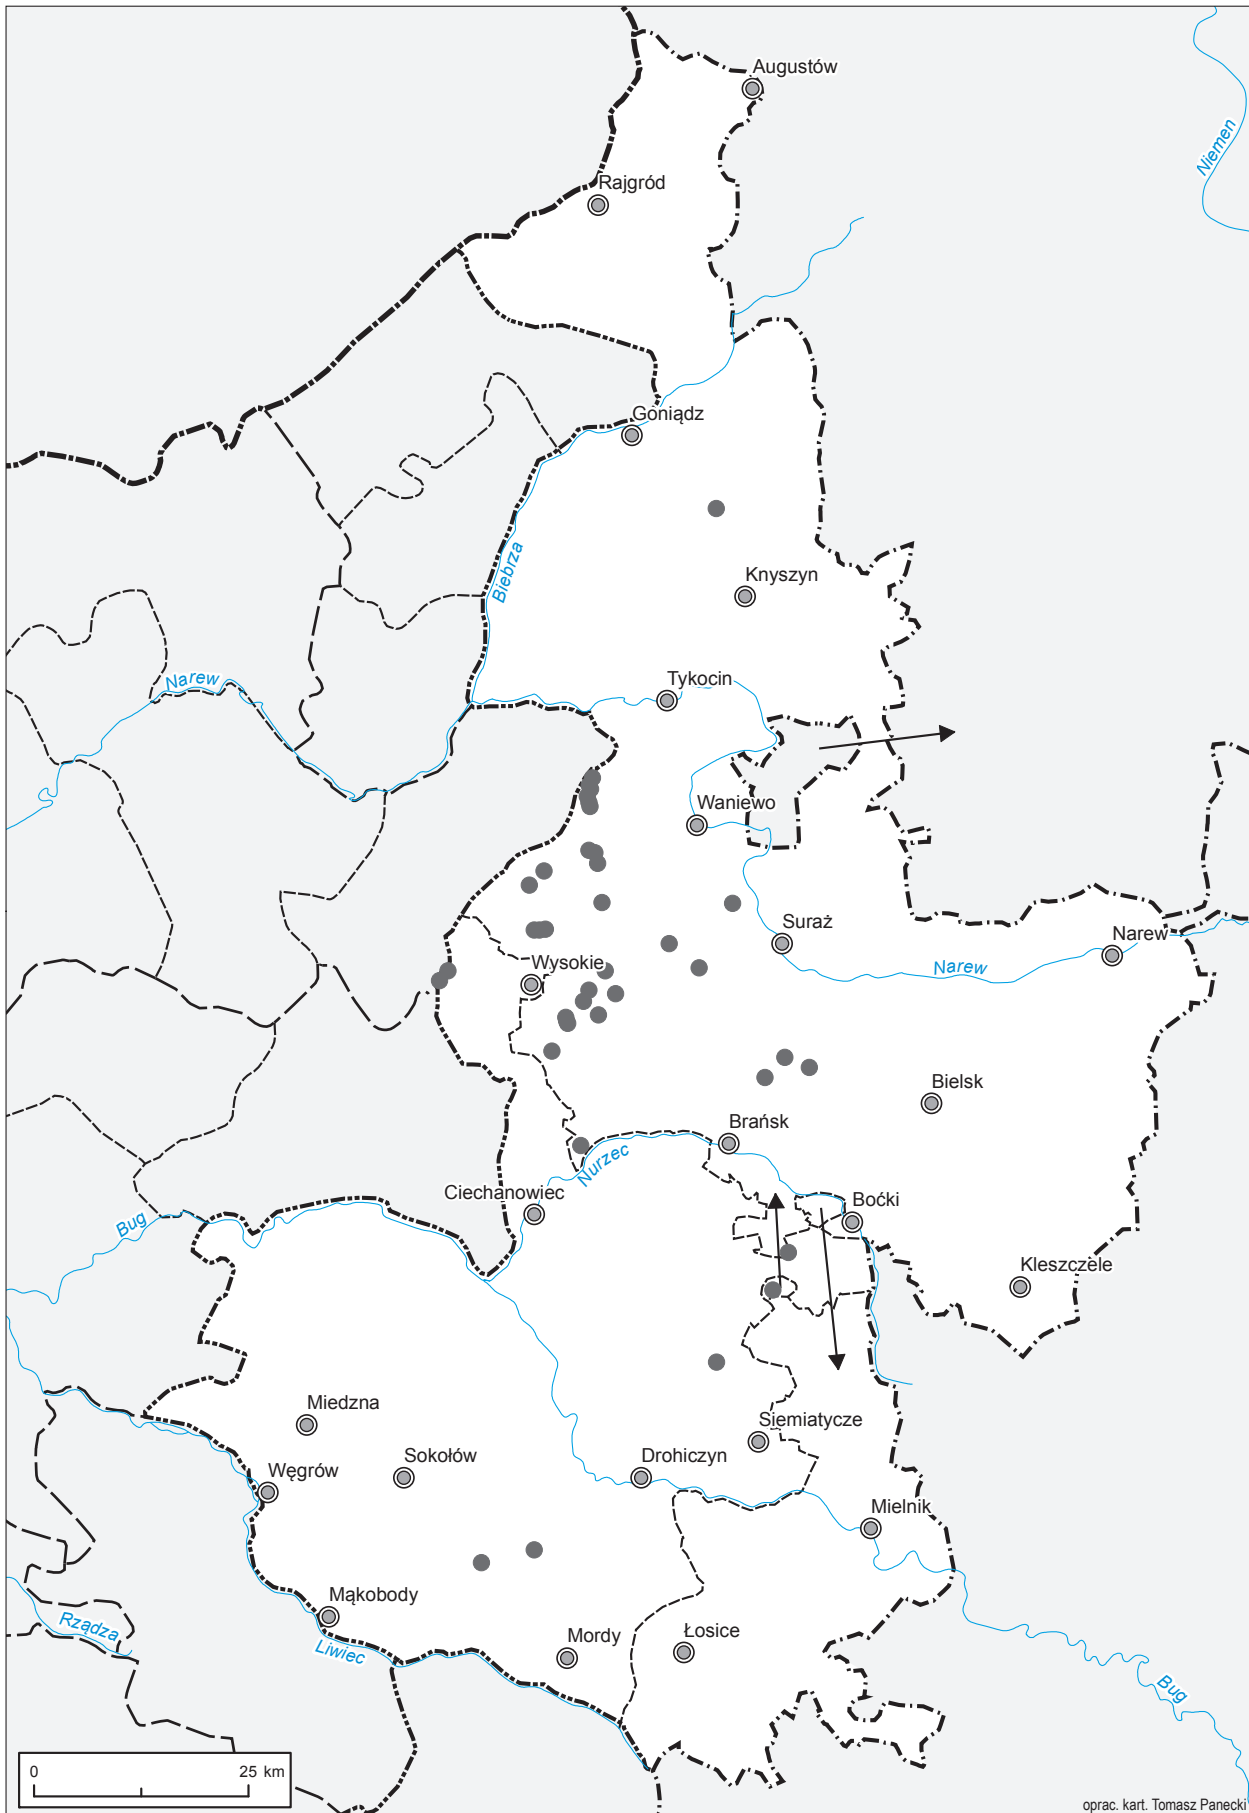 Augustów
Niemen
Rajgród
Goniądz
Biebrza
Knyszyn
Narew
Tykocin
Waniewo
Suraż
Narew
Narew
Wysokie
Bielsk
Brańsk
Nurzec
Ciechanowiec
Boćki
Bug
Kleszczele
Miedzna
Siemiatycze
Sokołów
Drohiczyn
Węgrów
Mielnik
Mąkobody
Rządza
Liwiec
Mordy
Łosice
Bug
0 25 km
oprac. kart. Tomasz Panecki